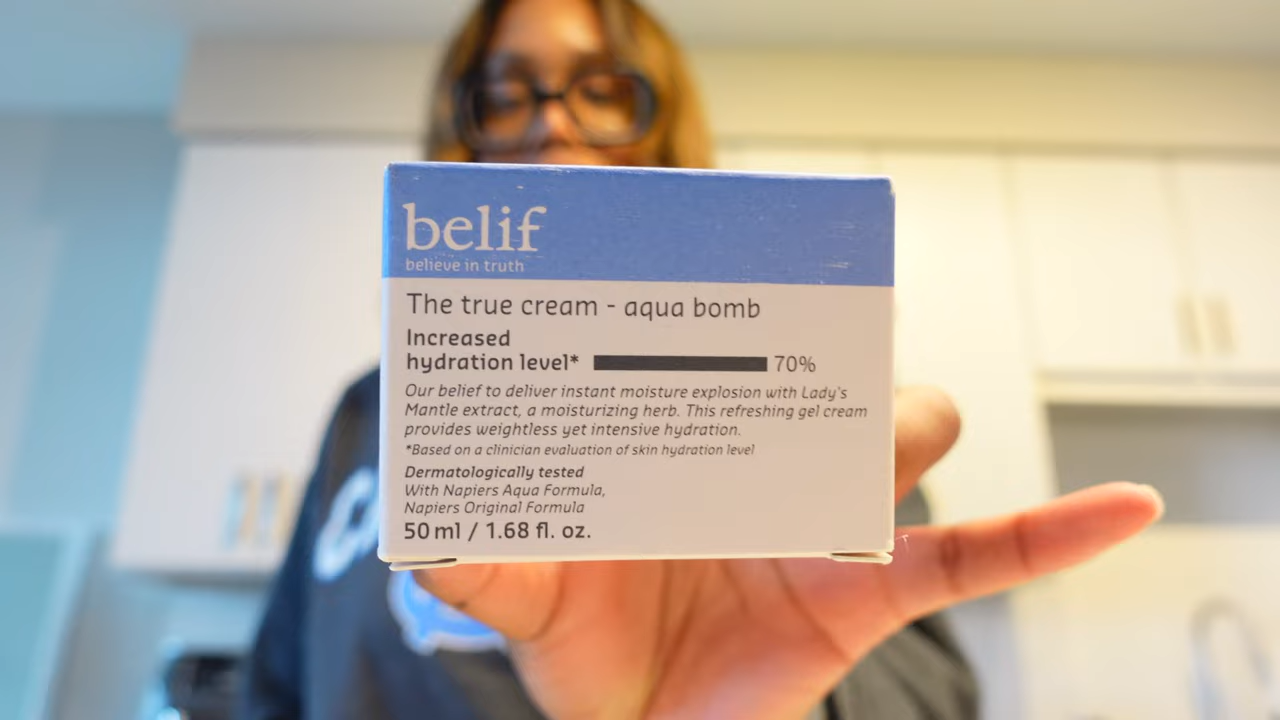 belif
believe in truth
The true cream - aqua bomb
Increased
hydration level* 70%
Our belief to deliver instant moisture explosion with Lady's
Mantle extract, a moisturizing herb. This refreshing gel cream
provides weightless yet intensive hydration.
*Based on a clinician evaluation of skin hydration level
Dermatologically tested
With Napiers Aqua Formula,
Napiers Original Formula
50 ml / 1.68 fl. oz.